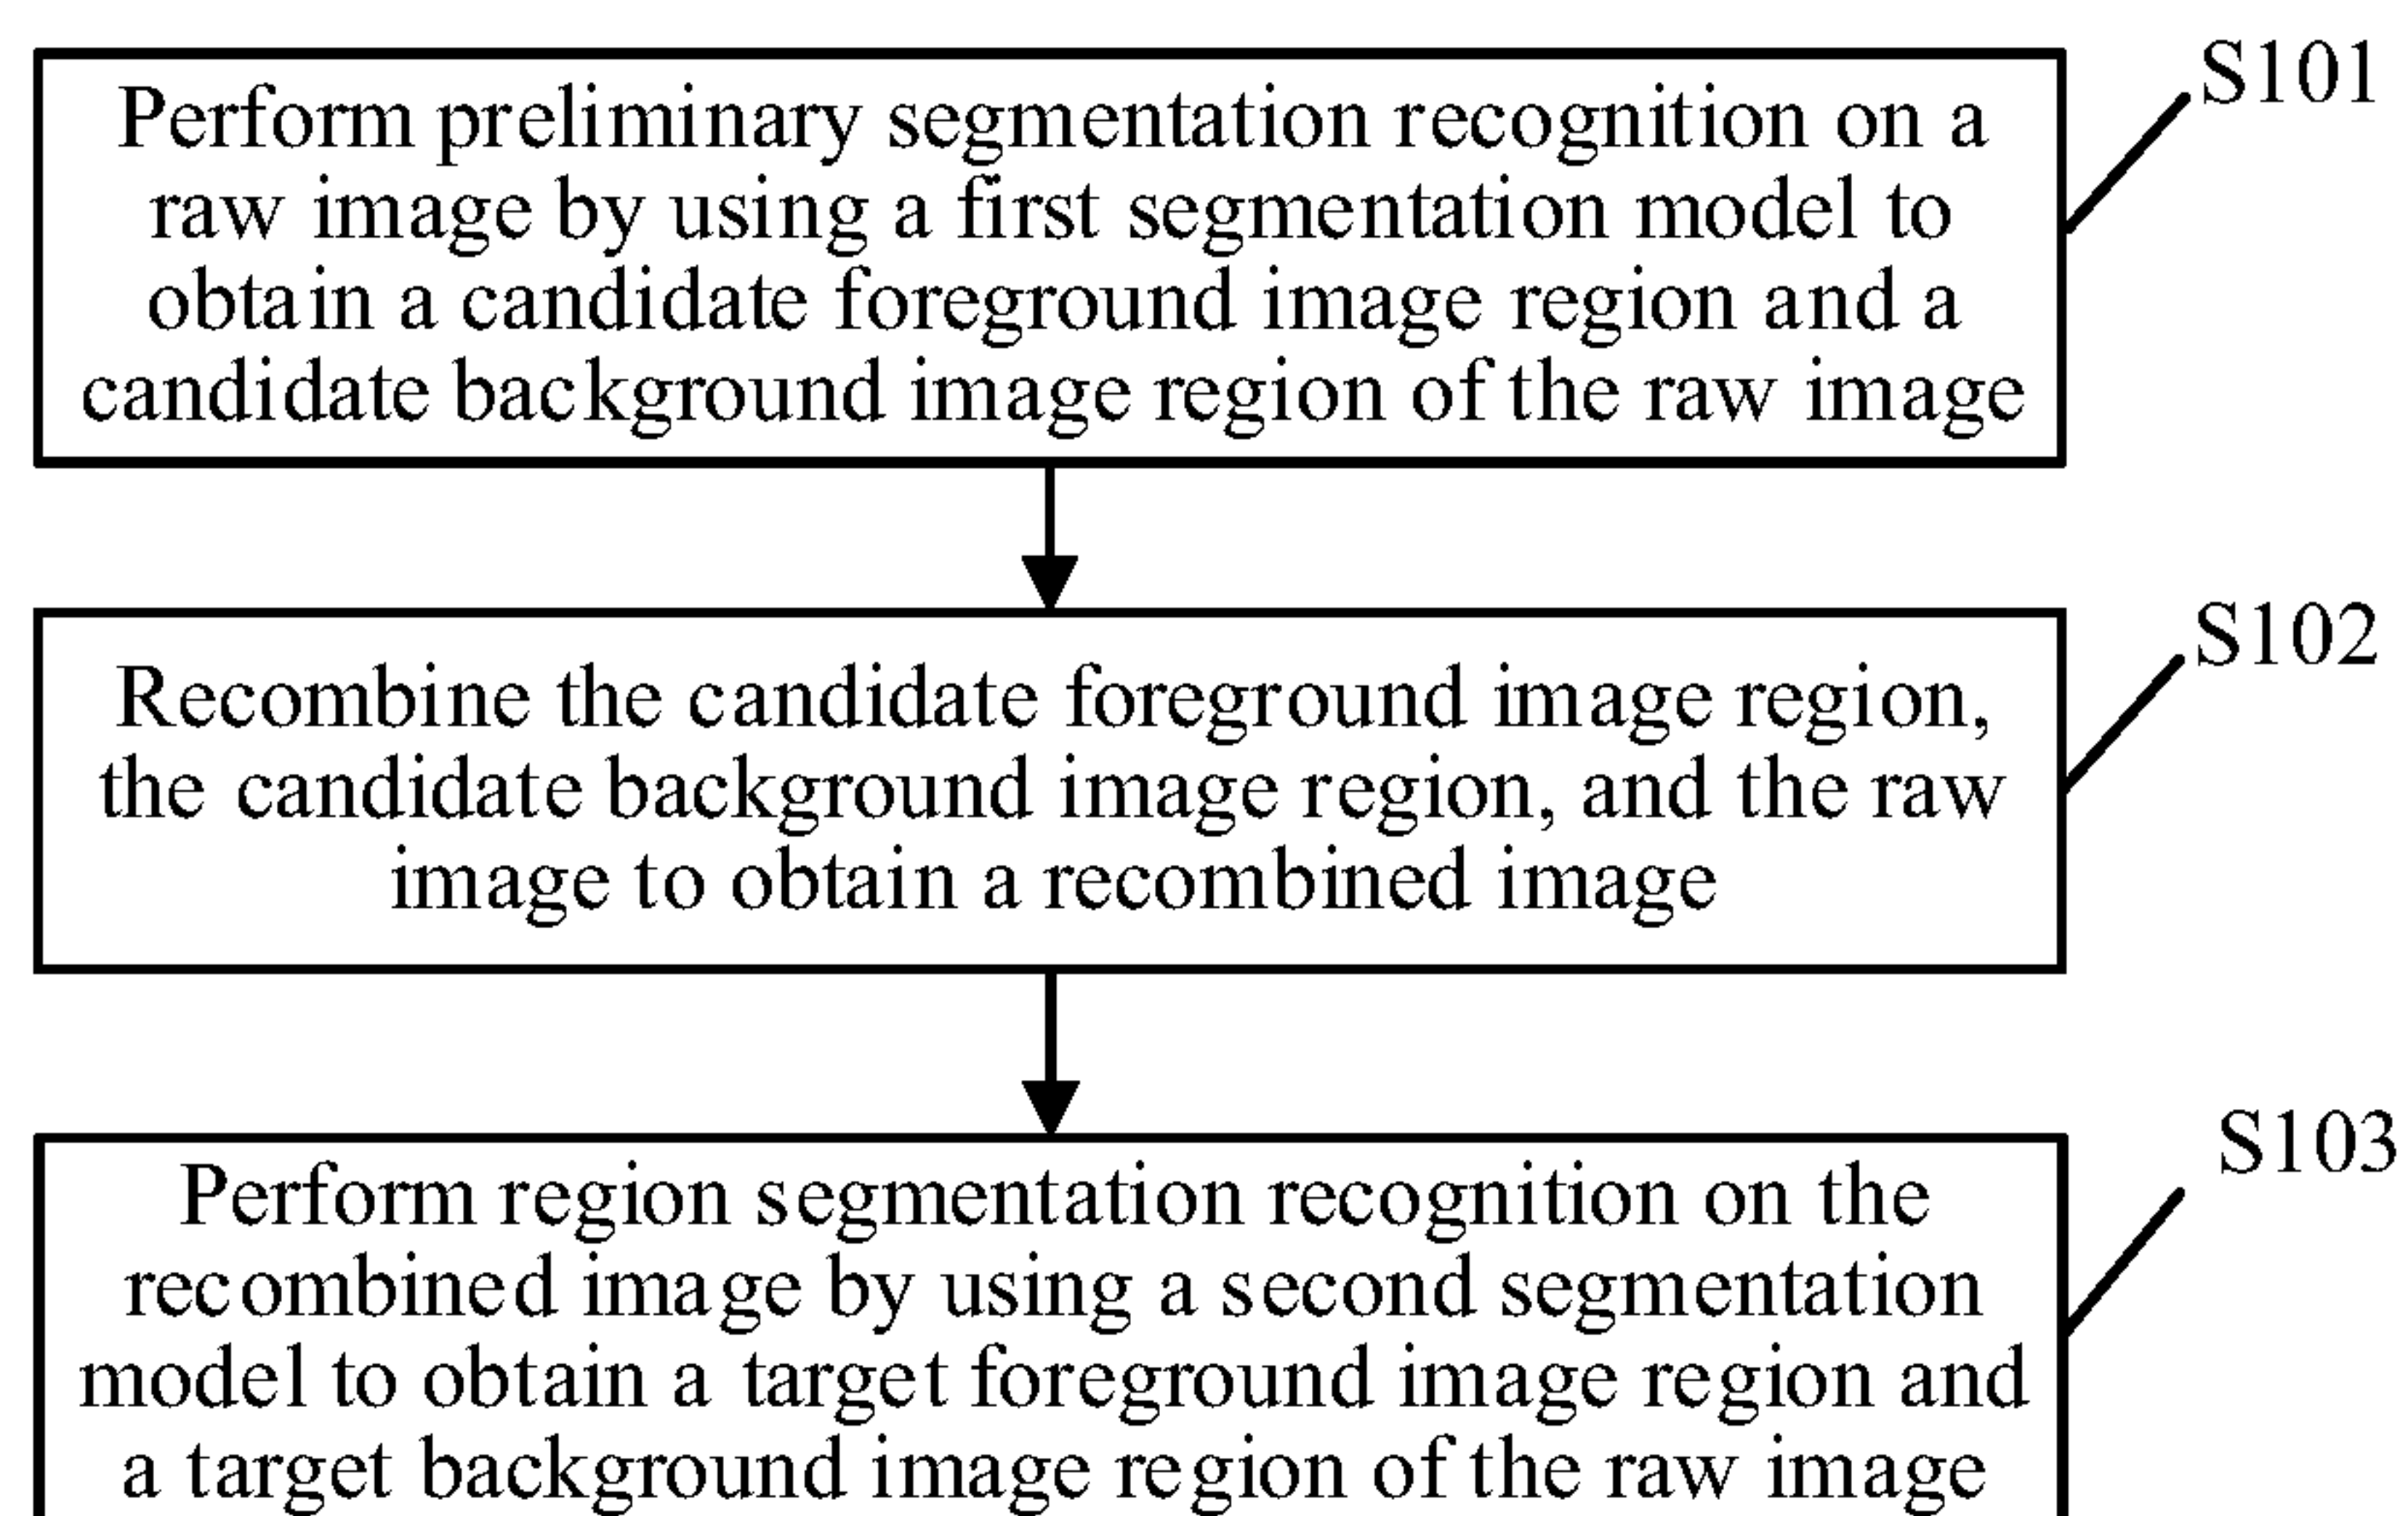 S101
Perform preliminary segmentation recognition on a
raw image by using a first segmentation model to
obtain a candidate foreground image region and a
candidate background image region of the raw image
S102
Recombine the candidate foreground image region,
the candidate background image region, and the raw
image to obtain a recombined image
S103
Perform region segmentation recognition on the
recombined image by using a second segmentation
model to obtain a target foreground image region and
a target background image region of the raw image